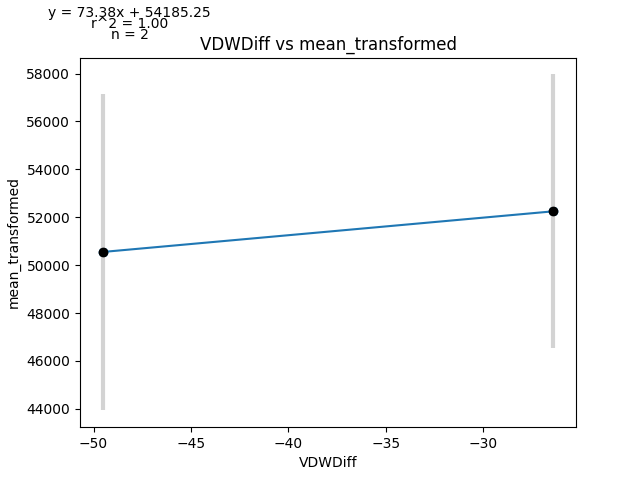 y = 73.38x + 54185.25
r^2 = 1.00
n = 2
VDWDiff vs mean_transformed
58000
56000
54000
52000
50000
48000
46000
44000
mean_transformed
−50
−45
−40
−35
−30
VDWDiff